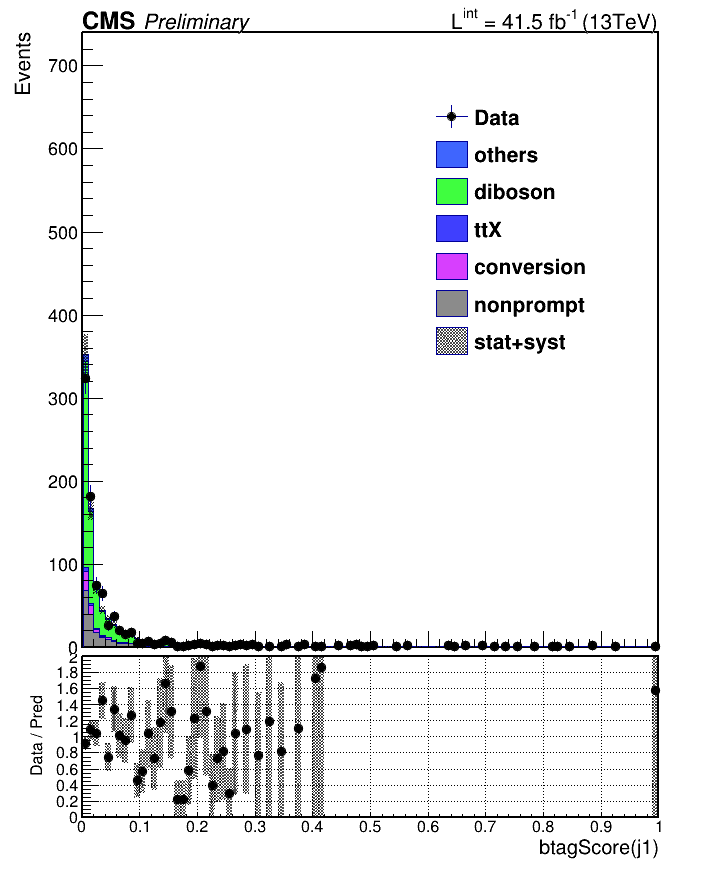 CMS Preliminary L^int = 41.5 fb^-1 (13TeV)
Events
700
600
500
400
300
200
100
0
Data
others
diboson
ttX
conversion
nonprompt
stat+syst
Data / Pred
2
1.8
1.6
1.4
1.2
1
0.8
0.6
0.4
0.2
0
0 0.1 0.2 0.3 0.4 0.5 0.6 0.7 0.8 0.9 1
btagScore(j1)